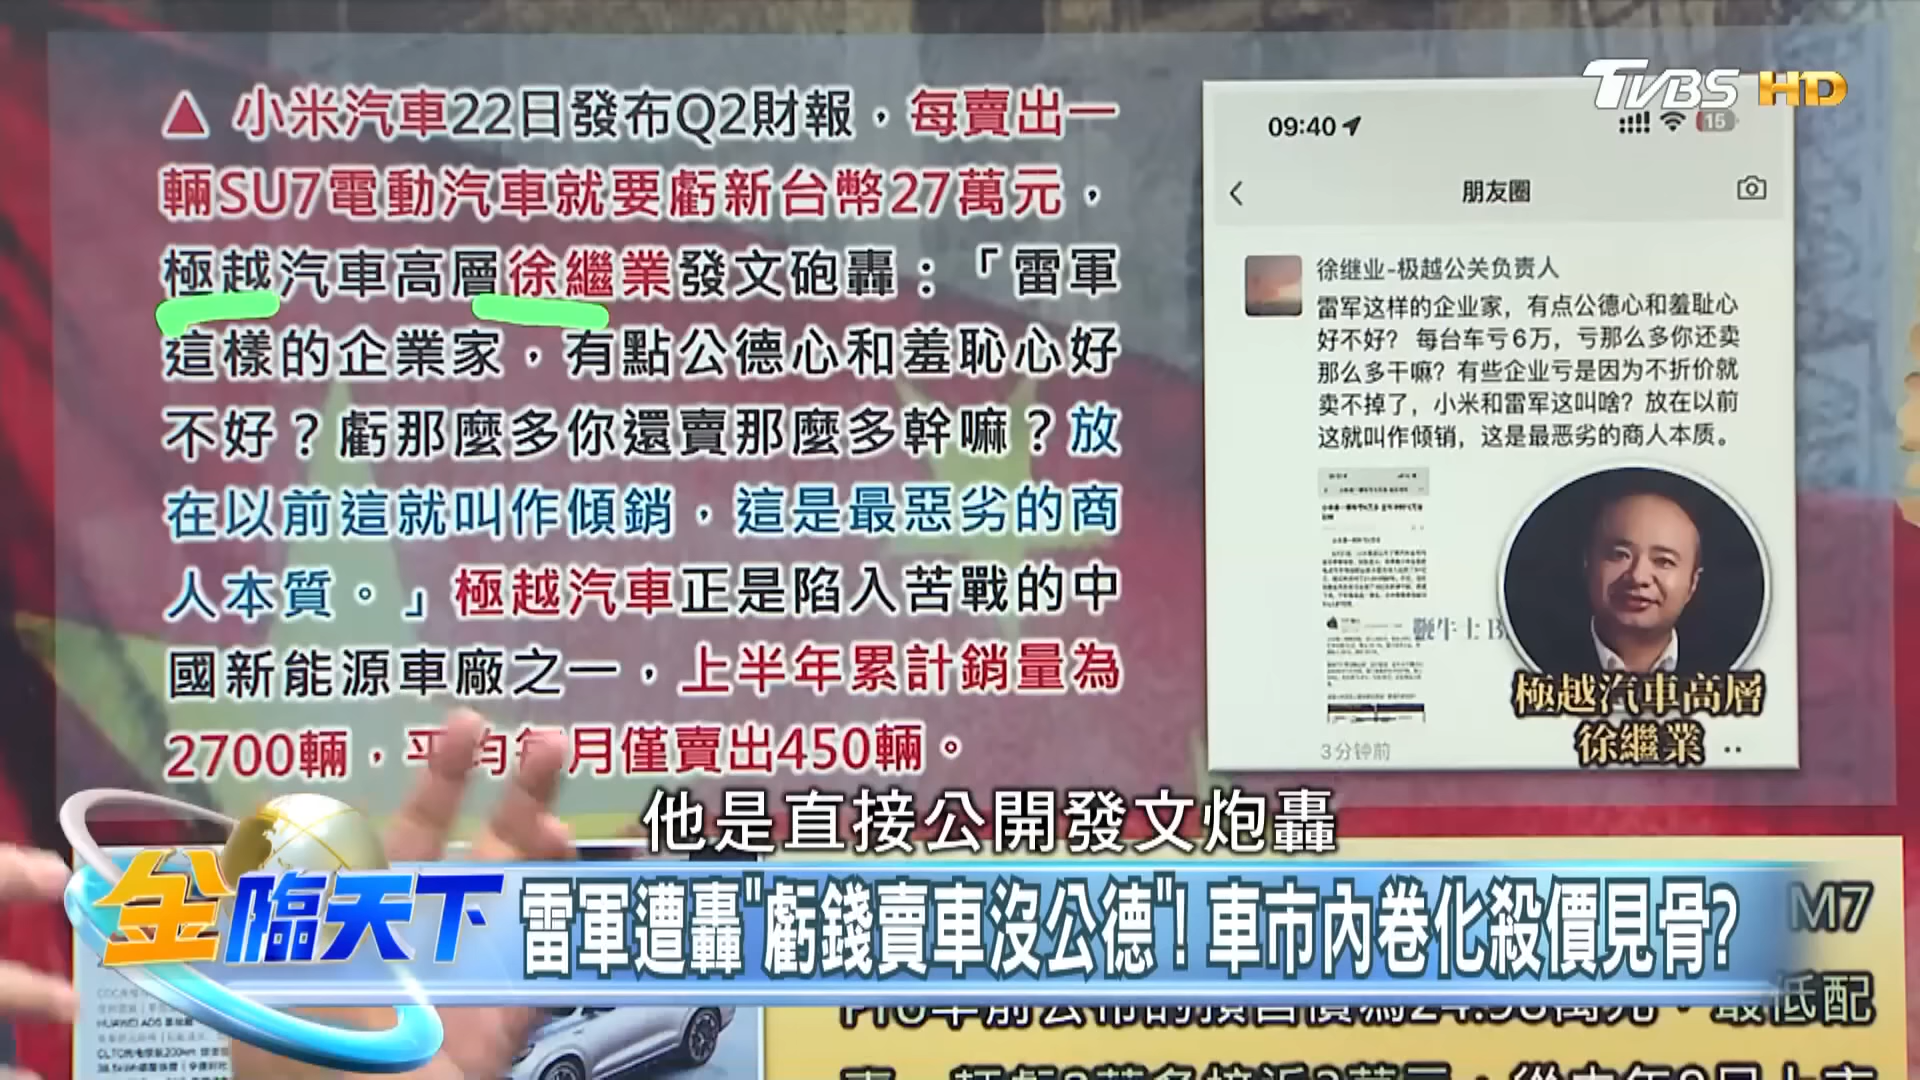 TVBS HD
▲ 小米汽車22日發布Q2財報，每賣出一
輛SU7電動汽車就要虧新台幣27萬元，
極越汽車高層徐繼業發文砲轟：「雷軍
這樣的企業家，有點公德心和羞恥心好
不好？虧那麼多你還賣那麼多幹嘛？放
在以前這就叫作傾銷，這是最惡劣的商
人本質。」極越汽車正是陷入苦戰的中
國新能源車廠之一，上半年累計銷量為
2700輛，平均每月僅賣出450輛。
09:40
15
朋友圈
徐继业-极越公关负责人
雷军这样的企业家，有点公德心和羞耻心
好不好？每台车亏6万，亏那么多你还卖
那么多干嘛？有些企业亏是因为不折价就
卖不掉了，小米和雷军这叫啥？放在以前
这就叫作倾销，这是最恶劣的商人本质。
極越汽車高層
徐繼業
3分钟前
他是直接公開發文炮轟
金臨天下
雷軍遭轟"虧錢賣車沒公德"! 車市內卷化殺價見骨?
M7
最低配